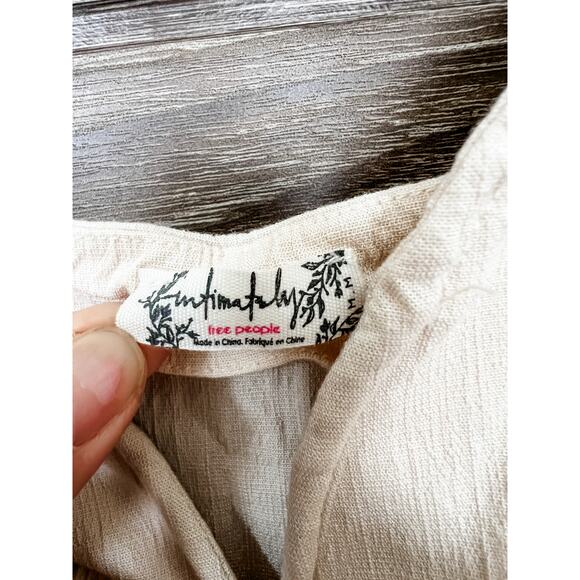 intimately
free people
Made in China. Fabriqué en Chine
M M M